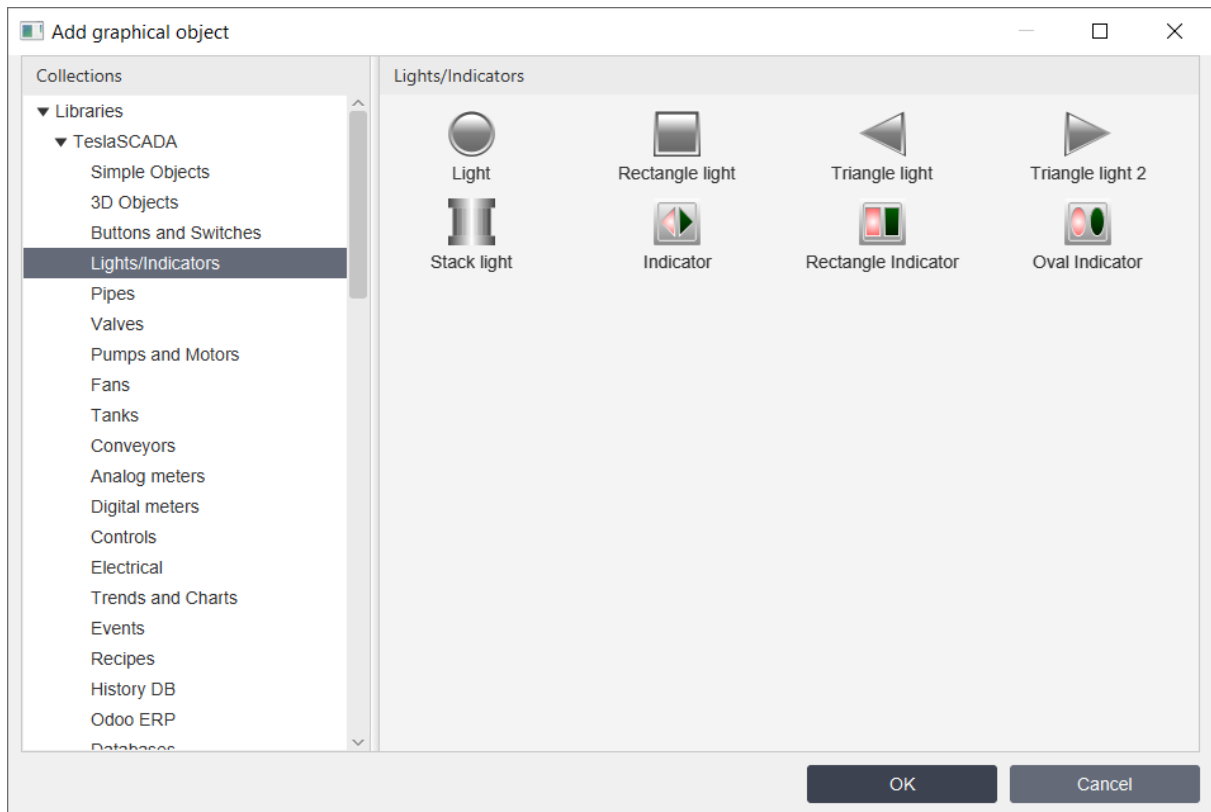 Add graphical object
Collections
Libraries
TeslaSCADA
Simple Objects
3D Objects
Buttons and Switches
Lights/Indicators
Pipes
Valves
Pumps and Motors
Fans
Tanks
Conveyors
Analog meters
Digital meters
Controls
Electrical
Trends and Charts
Events
Recipes
History DB
Odoo ERP
Databases
Lights/Indicators
Light Rectangle light Triangle light Triangle light 2
Stack light Indicator Rectangle Indicator Oval Indicator
OK Cancel